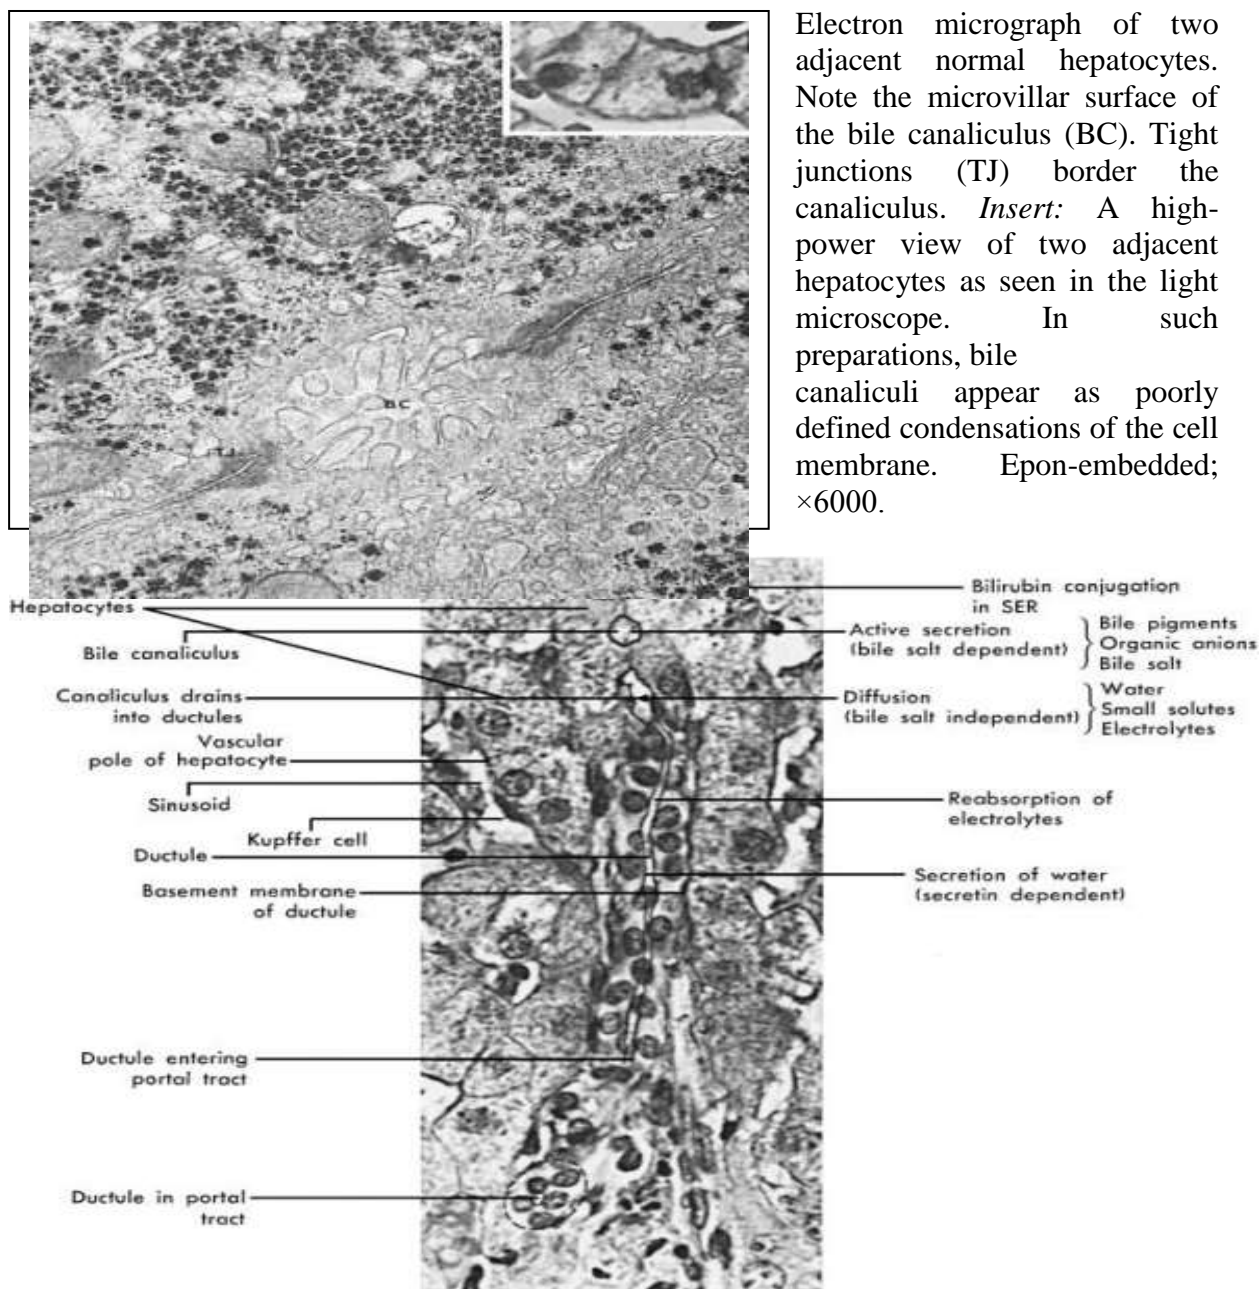 Electron micrograph of two
adjacent normal hepatocytes.
Note the microvillar surface of
the bile canaliculus (BC). Tight
junctions (TJ) border the
canaliculus. Insert: A high-
power view of two adjacent
hepatocytes as seen in the light
microscope. In such
preparations, bile
canaliculi appear as poorly
defined condensations of the cell
membrane. Epon-embedded;
×6000.
BC
TJ
Hepatocytes
Bile canaliculus
Canaliculus drains
into ductules
Vascular
pole of hepatocyte
Sinusoid
Kupffer cell
Ductule
Basement membrane
of ductule
Ductule entering
portal tract
Ductule in portal
tract
Bilirubin conjugation
in SER
Active secretion
(bile salt dependent)
Bile pigments
Organic anions
Bile salt
Diffusion
(bile salt independent)
Water
Small solutes
Electrolytes
Reabsorption of
electrolytes
Secretion of water
(secretin dependent)